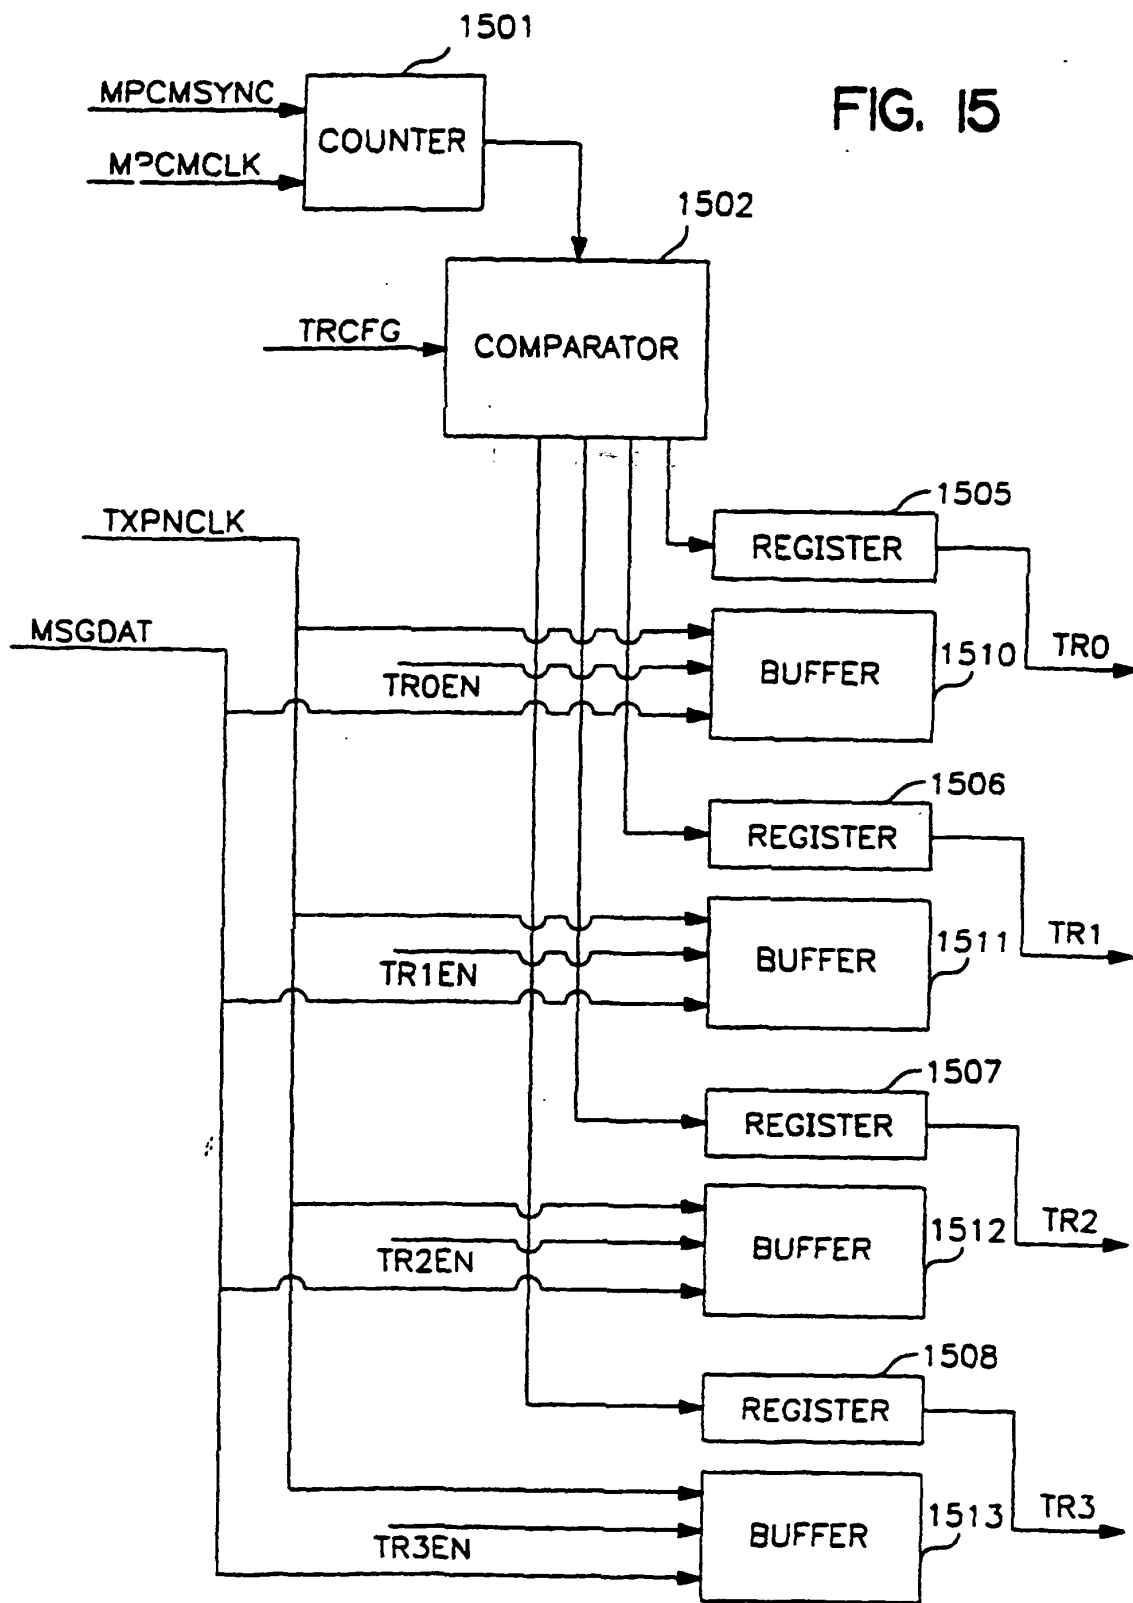 1501
MPCMSYNC
FIG. 15
COUNTER
MPCMCLK
1502
TRCFG
COMPARATOR
1505
TXPNCLK
REGISTER
MSGDAT
1510
TR0
BUFFER
TR0EN
1506
REGISTER
1511
TR1
BUFFER
TR1EN
1507
REGISTER
1512
TR2
BUFFER
TR2EN
1508
REGISTER
1513
TR3
BUFFER
TR3EN